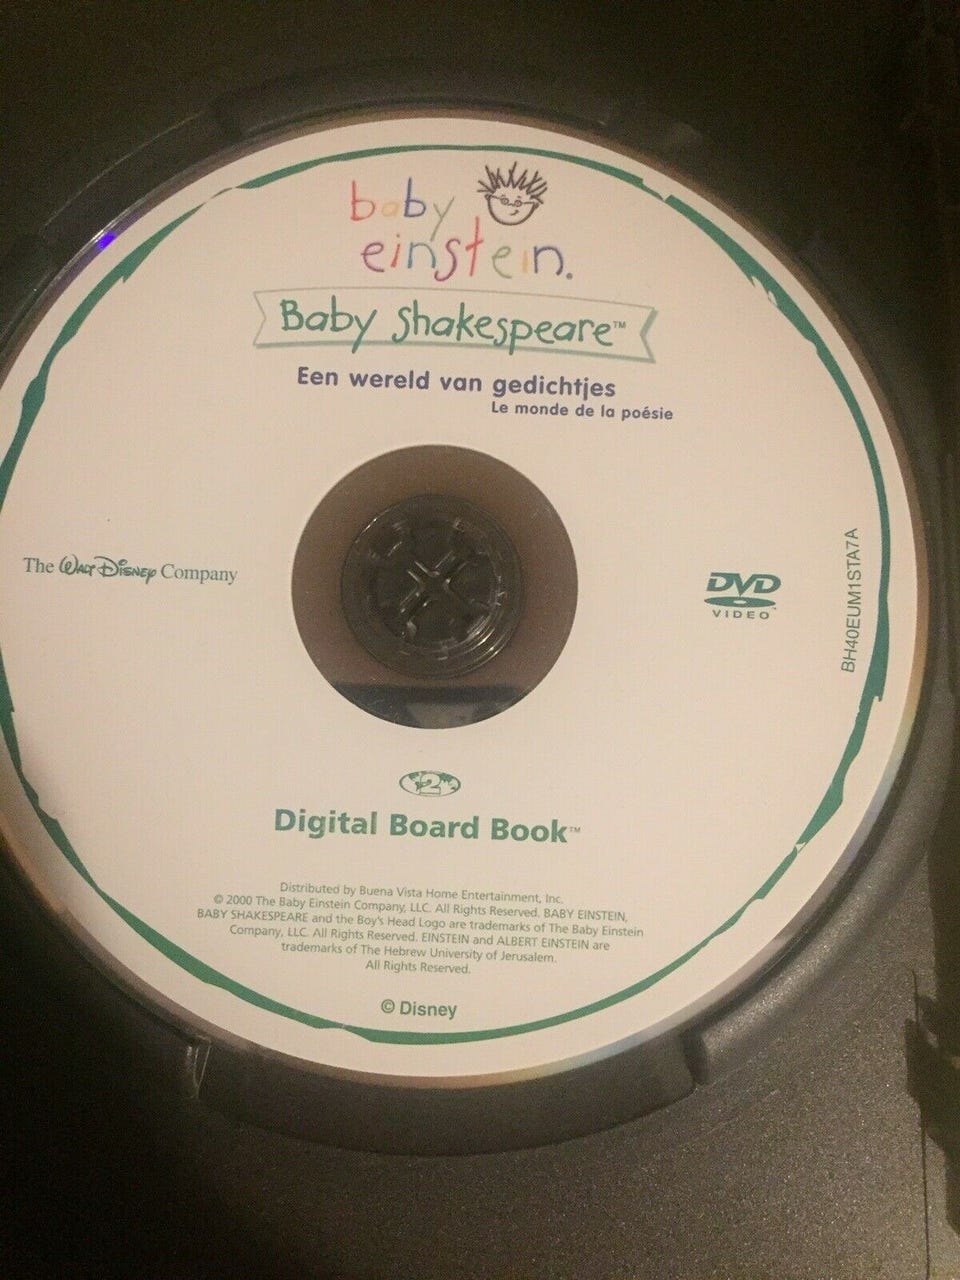 baby
einstein.
Baby Shakespeare™
Een wereld van gedichtjes
Le monde de la poésie
The Walt Disney Company
DVD
VIDEO™
BH40EUM1STA7A
2
Digital Board Book™
Distributed by Buena Vista Home Entertainment, Inc.
© 2000 The Baby Einstein Company, LLC. All Rights Reserved. BABY EINSTEIN,
BABY SHAKESPEARE and the Boy's Head Logo are trademarks of The Baby Einstein
Company, LLC. All Rights Reserved. EINSTEIN and ALBERT EINSTEIN are
trademarks of The Hebrew University of Jerusalem.
All Rights Reserved.
© Disney